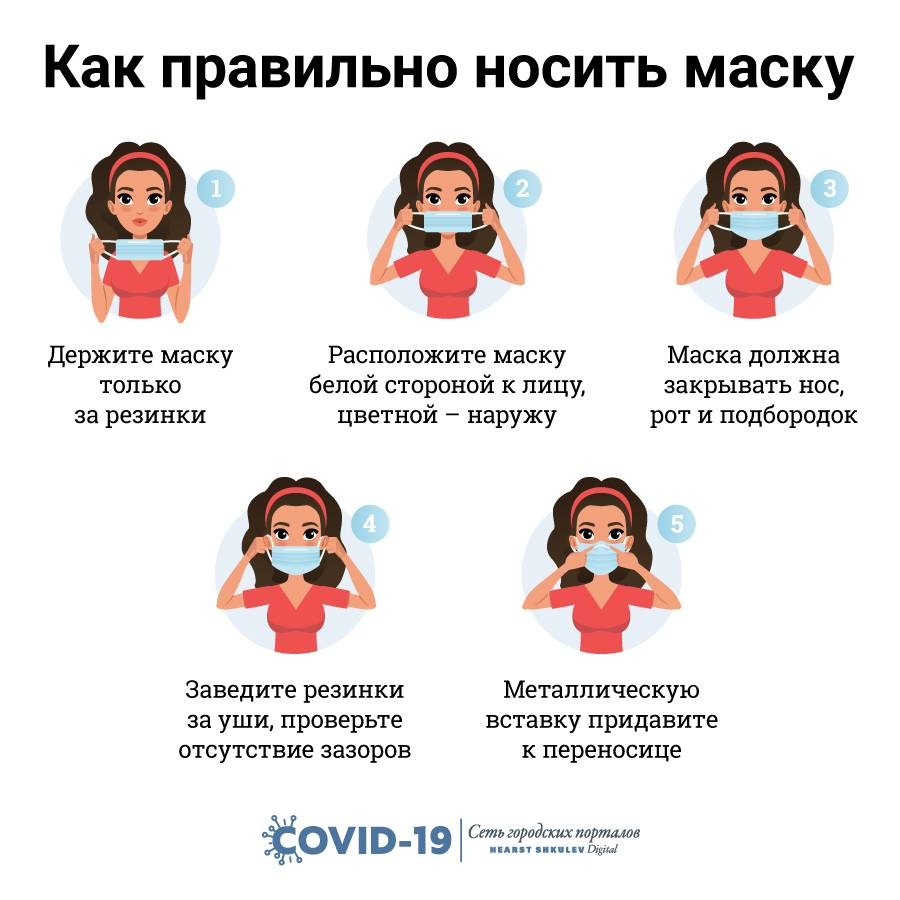 Как правильно носить маску
1
2
3
Держите маску
только
за резинки
Расположите маску
белой стороной к лицу,
цветной – наружу
Маска должна
закрывать нос,
рот и подбородок
4
5
Заведите резинки
за уши, проверьте
отсутствие зазоров
Металлическую
вставку придавите
к переносице
COVID-19
Сеть городских порталов
HEARST SHKULEV Digital